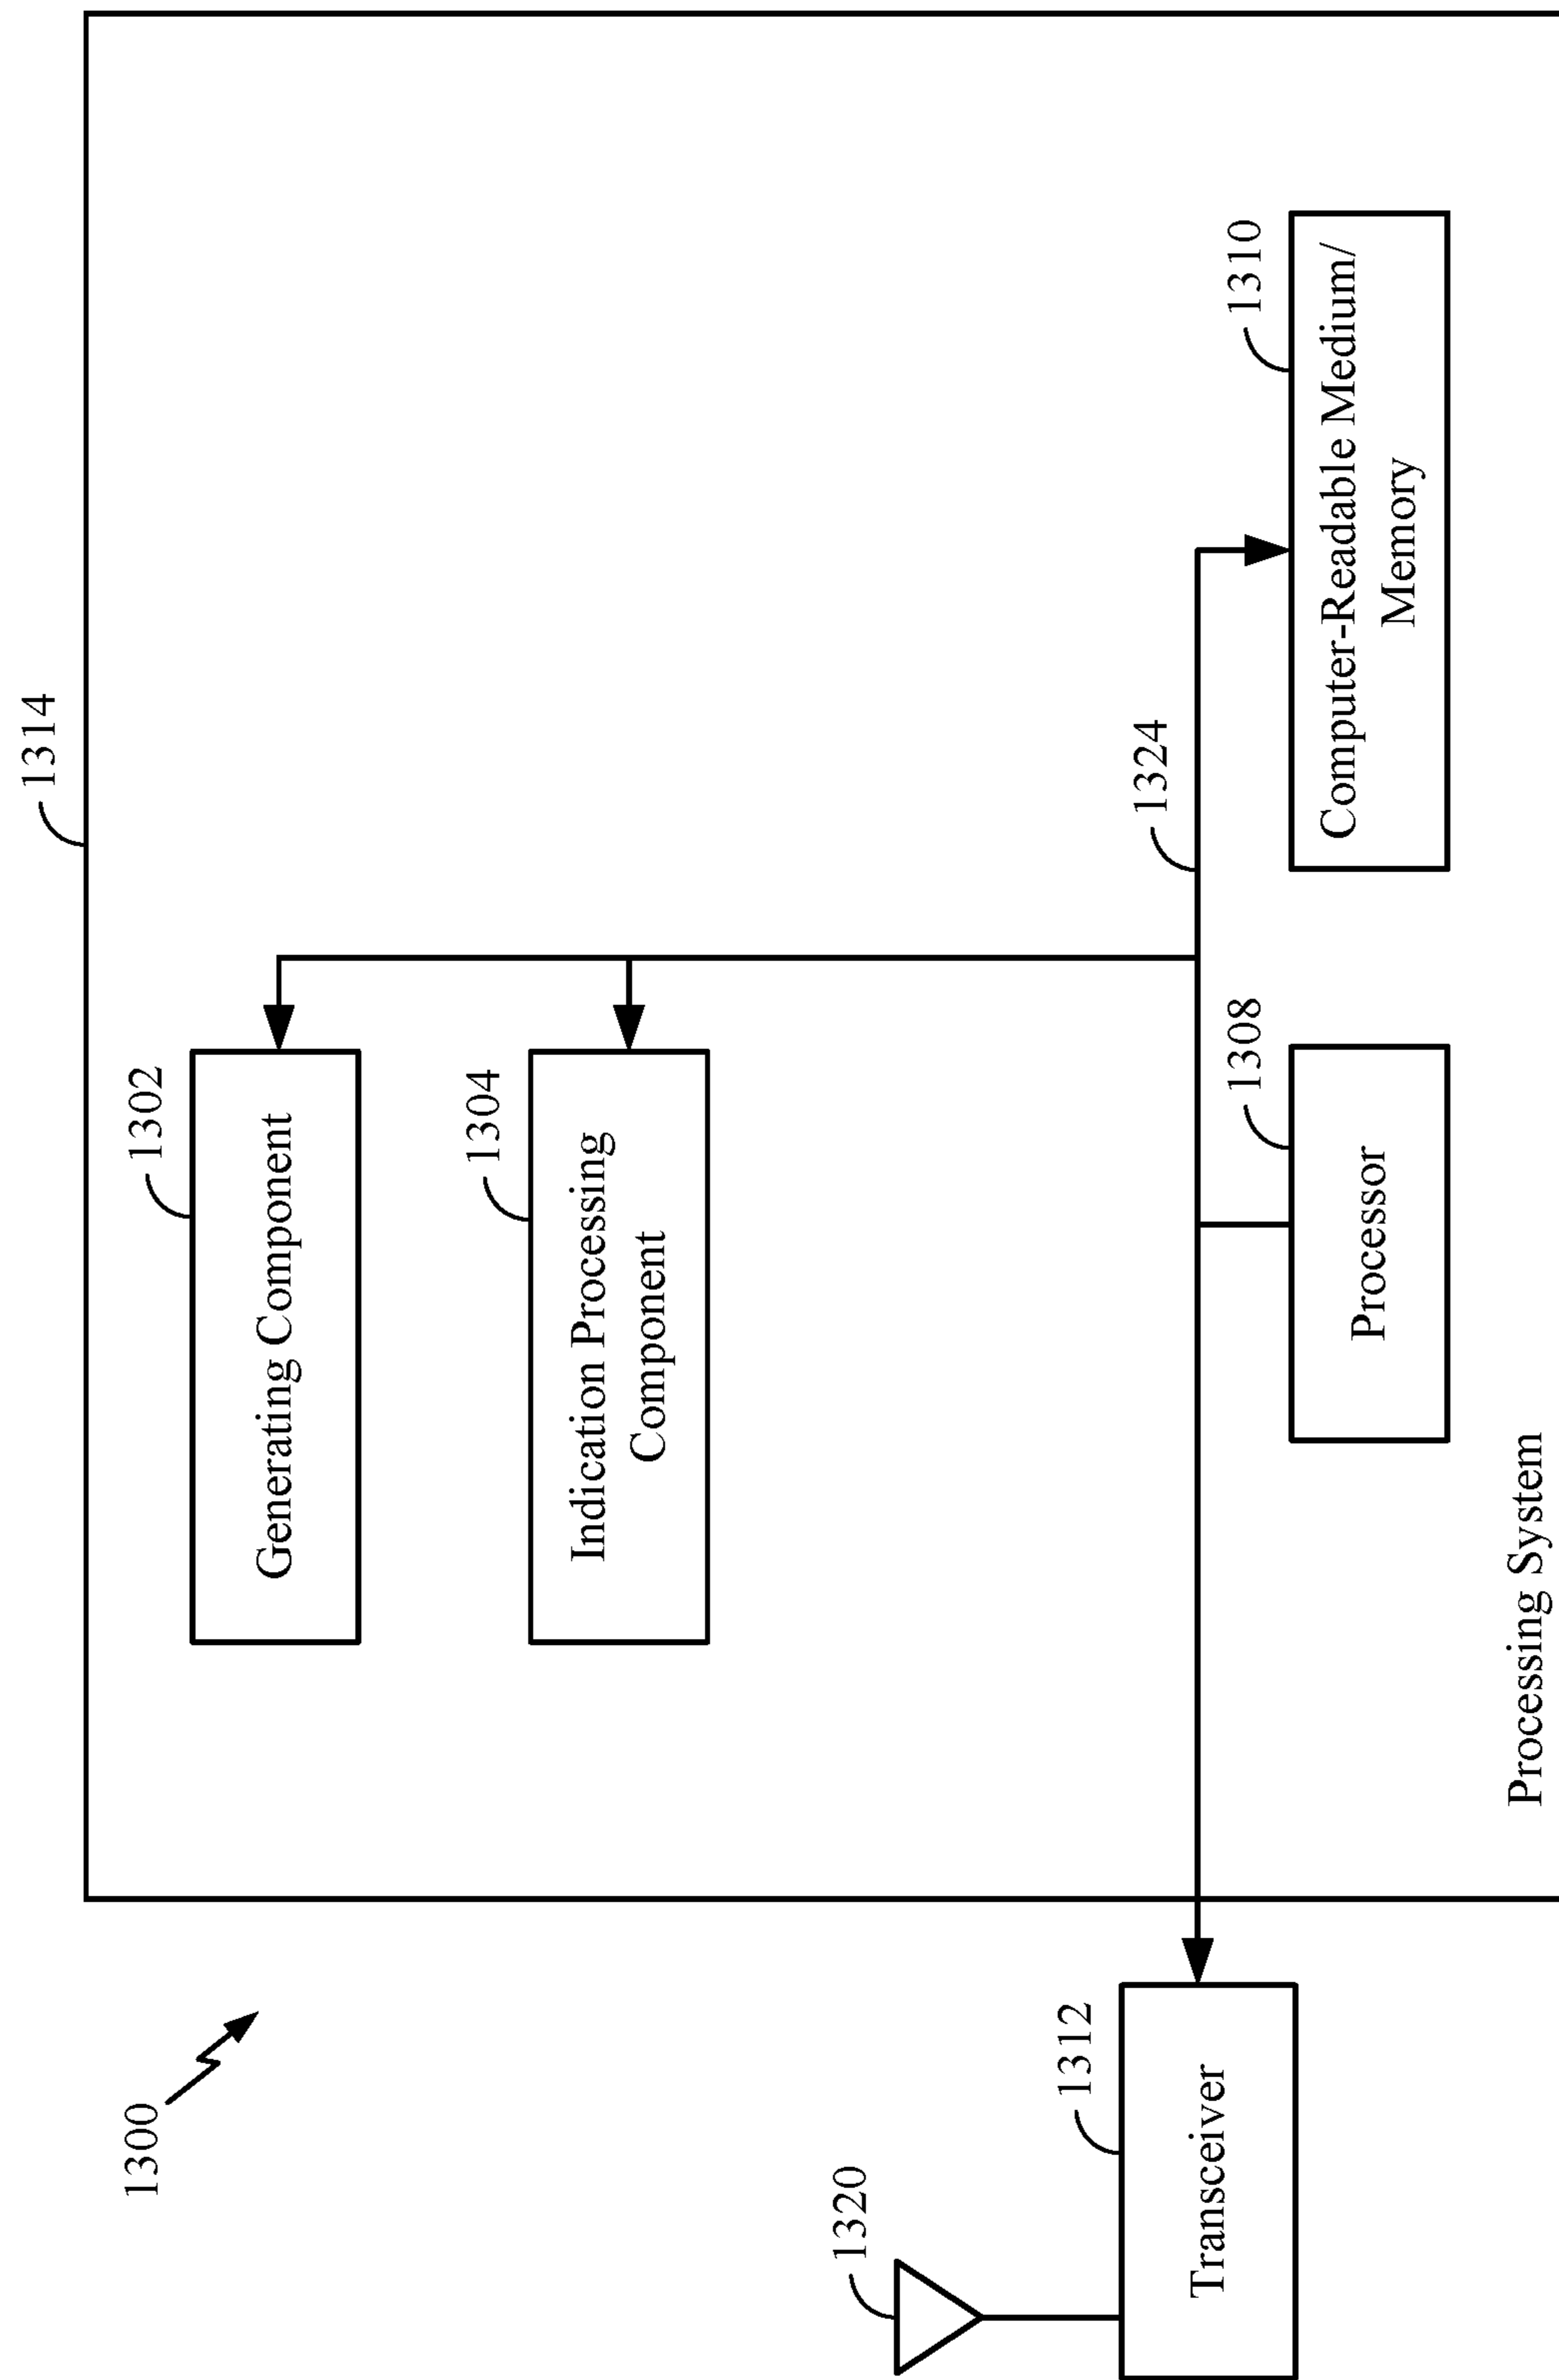 1300
1314
1302
Generating Component
1304
Indication Processing
Component
1320
1312
Transceiver
1324
1308
Processor
1310
Computer-Readable Medium/
Memory
Processing System